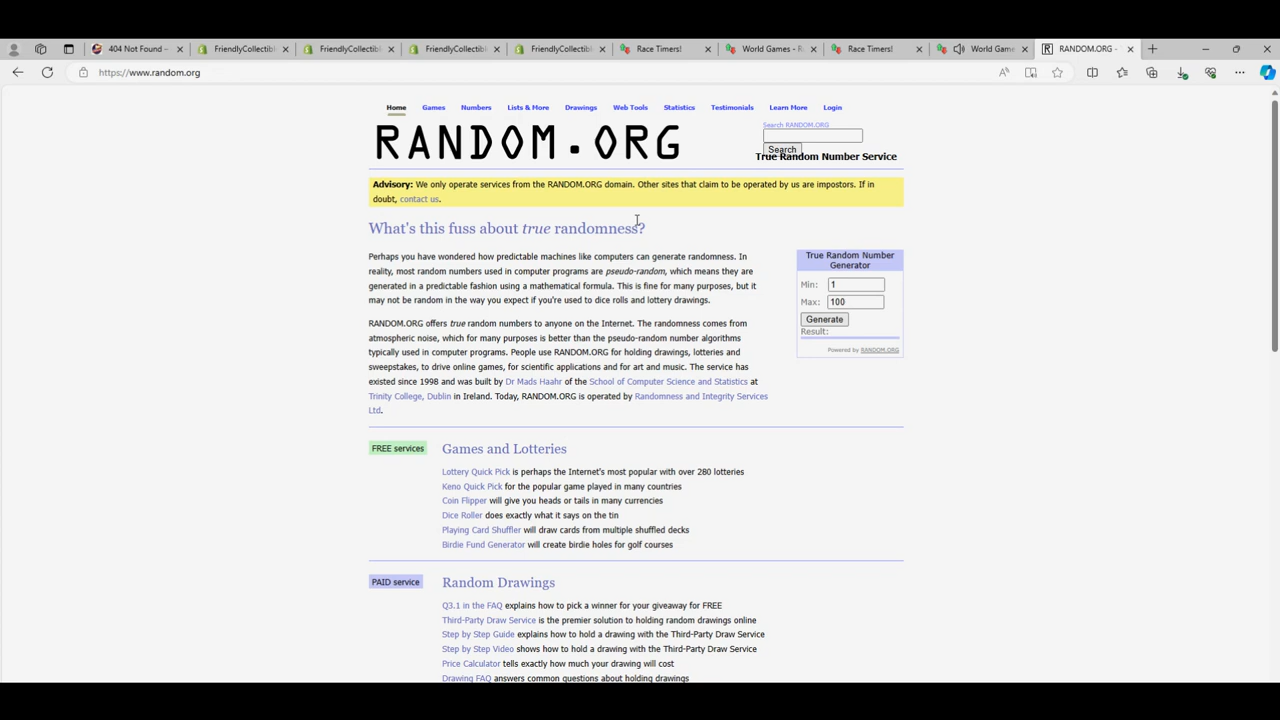 404 Not Found –
FriendlyCollectibl
FriendlyCollectibl
FriendlyCollectibl
FriendlyCollectibl
Race Timers!
World Games - R
Race Timers!
World Game
RANDOM.ORG -
https://www.random.org
Home Games Numbers Lists & More Drawings Web Tools Statistics Testimonials Learn More Login
RANDOM.ORG
Search RANDOM.ORG
Search
True Random Number Service
Advisory: We only operate services from the RANDOM.ORG domain. Other sites that claim to be operated by us are impostors. If in
doubt, contact us.
What's this fuss about true randomness?
Perhaps you have wondered how predictable machines like computers can generate randomness. In
reality, most random numbers used in computer programs are pseudo-random, which means they are
generated in a predictable fashion using a mathematical formula. This is fine for many purposes, but it
may not be random in the way you expect if you're used to dice rolls and lottery drawings.
RANDOM.ORG offers true random numbers to anyone on the Internet. The randomness comes from
atmospheric noise, which for many purposes is better than the pseudo-random number algorithms
typically used in computer programs. People use RANDOM.ORG for holding drawings, lotteries and
sweepstakes, to drive online games, for scientific applications and for art and music. The service has
existed since 1998 and was built by Dr Mads Haahr of the School of Computer Science and Statistics at
Trinity College, Dublin in Ireland. Today, RANDOM.ORG is operated by Randomness and Integrity Services
Ltd.
True Random Number
Generator
Min: 1
Max: 100
Generate
Result:
Powered by RANDOM.ORG
FREE services
Games and Lotteries
Lottery Quick Pick is perhaps the Internet's most popular with over 280 lotteries
Keno Quick Pick for the popular game played in many countries
Coin Flipper will give you heads or tails in many currencies
Dice Roller does exactly what it says on the tin
Playing Card Shuffler will draw cards from multiple shuffled decks
Birdie Fund Generator will create birdie holes for golf courses
PAID service
Random Drawings
Q3.1 in the FAQ explains how to pick a winner for your giveaway for FREE
Third-Party Draw Service is the premier solution to holding random drawings online
Step by Step Guide explains how to hold a drawing with the Third-Party Draw Service
Step by Step Video shows how to hold a drawing with the Third-Party Draw Service
Price Calculator tells exactly how much your drawing will cost
Drawing FAQ answers common questions about holding drawings